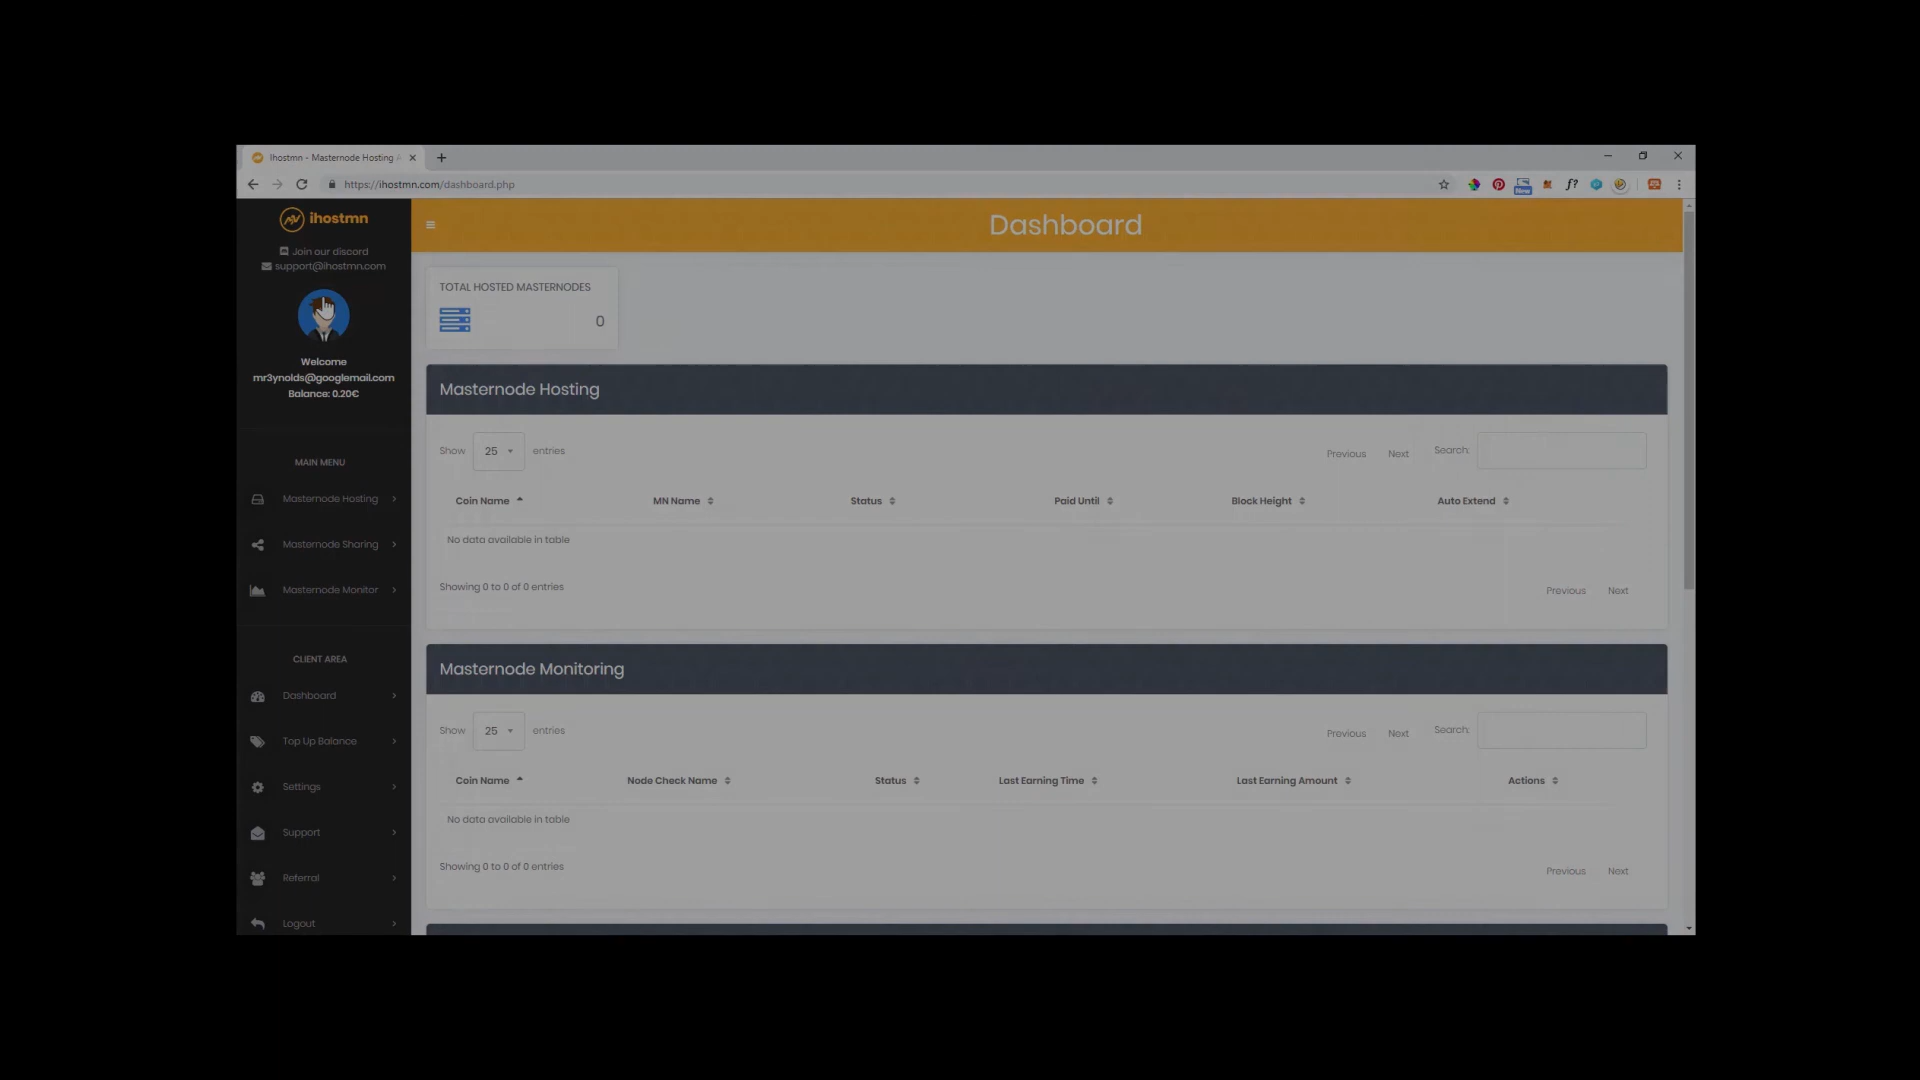 Ihostmn - Masternode Hosting
https://ihostmn.com/dashboard.php
New
f?
ihostmn
Join our discord
support@ihostmn.com
Welcome
mr3ynolds@googlemail.com
Balance: 0.20€
MAIN MENU
Masternode Hosting
Masternode Sharing
Masternode Monitor
CLIENT AREA
Dashboard
Top Up Balance
Settings
Support
Referral
Logout
Dashboard
TOTAL HOSTED MASTERNODES
0
Masternode Hosting
Show 25 entries Previous Next Search:
Coin Name MN Name Status Paid Until Block Height Auto Extend
No data available in table
Showing 0 to 0 of 0 entries
Previous Next
Masternode Monitoring
Show 25 entries Previous Next Search:
Coin Name Node Check Name Status Last Earning Time Last Earning Amount Actions
No data available in table
Showing 0 to 0 of 0 entries
Previous Next